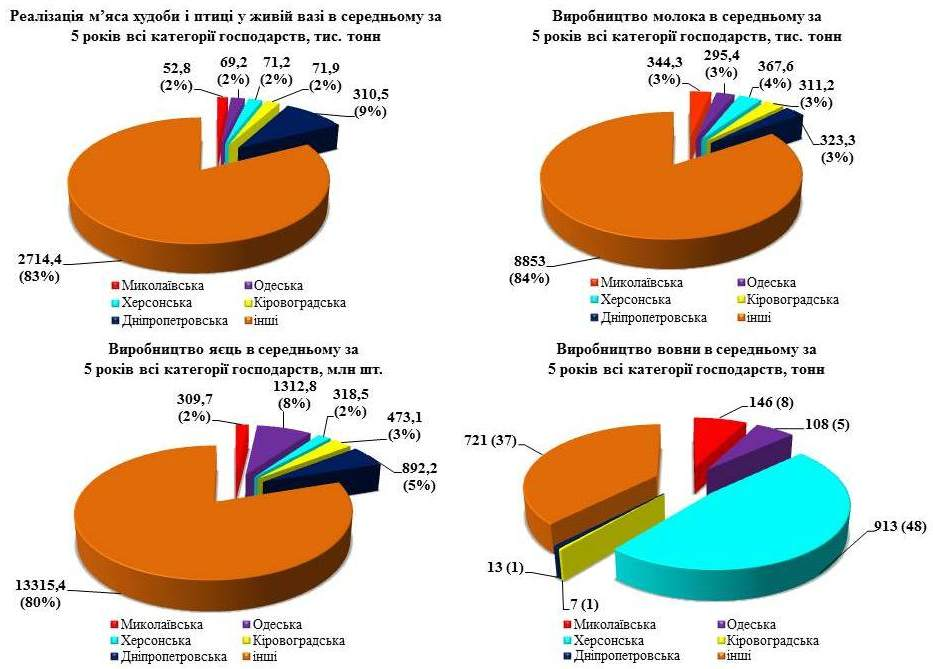 Реалізація м’яса худоби і птиці у живій вазі в середньому за
5 років всі категорії господарств, тис. тонн
52,8
(2%)
69,2
(2%)
71,2
(2%)
71,9
(2%)
310,5
(9%)
2714,4
(83%)
Миколаївська
Одеська
Херсонська
Кіровоградська
Дніпропетровська
інші
Виробництво молока в середньому за
5 років всі категорії господарств, тис. тонн
344,3
(3%)
295,4
(3%)
367,6
(4%)
311,2
(3%)
323,3
(3%)
8853
(84%)
Миколаївська
Одеська
Херсонська
Кіровоградська
Дніпропетровська
інші
Виробництво яєць в середньому за
5 років всі категорії господарств, млн шт.
309,7
(2%)
1312,8
(8%)
318,5
(2%)
473,1
(3%)
892,2
(5%)
13315,4
(80%)
Миколаївська
Одеська
Херсонська
Кіровоградська
Дніпропетровська
інші
Виробництво вовни в середньому за
5 років всі категорії господарств, тонн
146 (8)
108 (5)
721 (37)
913 (48)
13 (1)
7 (1)
Миколаївська
Одеська
Херсонська
Кіровоградська
Дніпропетровська
інші